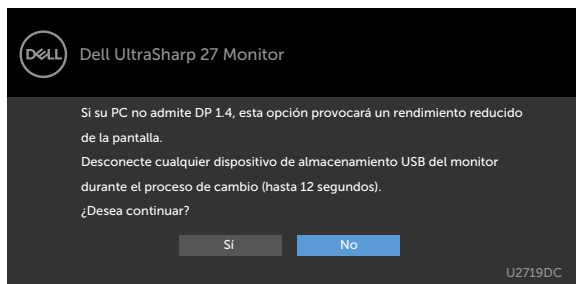 DELL
Dell UltraSharp 27 Monitor
Si su PC no admite DP 1.4, esta opción provocará un rendimiento reducido
de la pantalla.
Desconecte cualquier dispositivo de almacenamiento USB del monitor
durante el proceso de cambio (hasta 12 segundos).
¿Desea continuar?
Sí
No
U2719DC